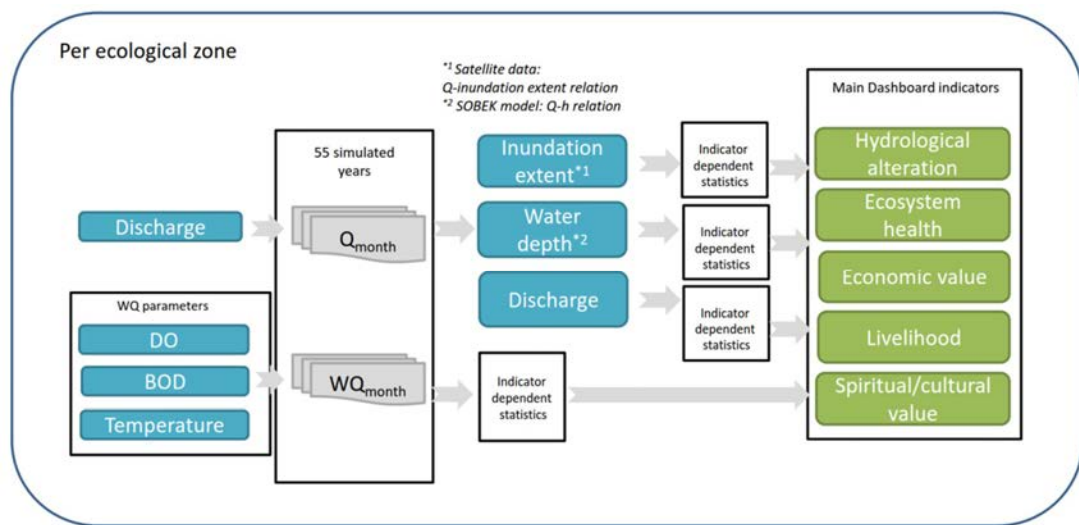 Per ecological zone
*1 Satellite data:
Q-inundation extent relation
*2 SOBEK model: Q-h relation
Main Dashboard indicators
55 simulated
years
Discharge
Qmonth
WQ parameters
DO
BOD
Temperature
WQmonth
Inundation
extent*1
Water
depth*2
Discharge
Indicator
dependent
statistics
Indicator
dependent
statistics
Indicator
dependent
statistics
Indicator
dependent
statistics
Hydrological
alteration
Ecosystem
health
Economic value
Livelihood
Spiritual/cultural
value